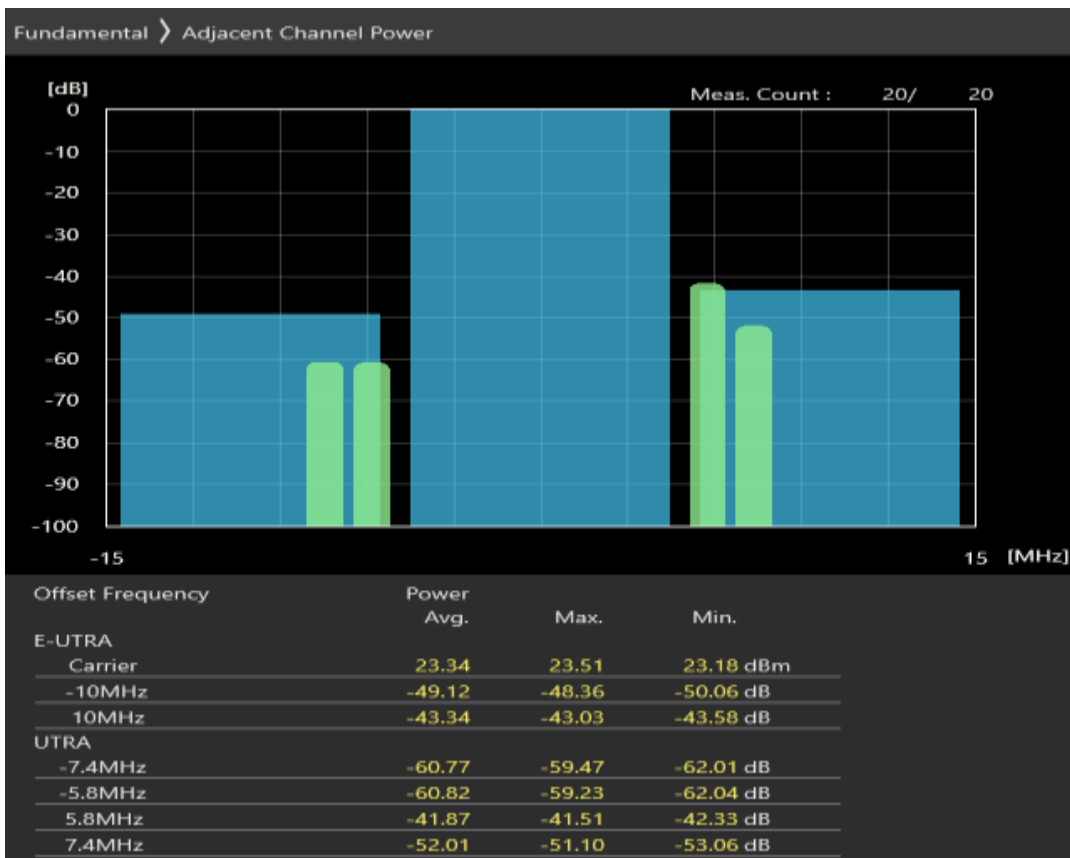 Fundamental 〉 Adjacent Channel Power
[dB]
Meas. Count : 20/ 20
0
-10
-20
-30
-40
-50
-60
-70
-80
-90
-100
-15 15 [MHz]
Offset Frequency Power
Avg. Max. Min.
E-UTRA
Carrier 23.34 23.51 23.18 dBm
-10MHz -49.12 -48.36 -50.06 dB
10MHz -43.34 -43.03 -43.58 dB
UTRA
-7.4MHz -60.77 -59.47 -62.01 dB
-5.8MHz -60.82 -59.23 -62.04 dB
5.8MHz -41.87 -41.51 -42.33 dB
7.4MHz -52.01 -51.10 -53.06 dB